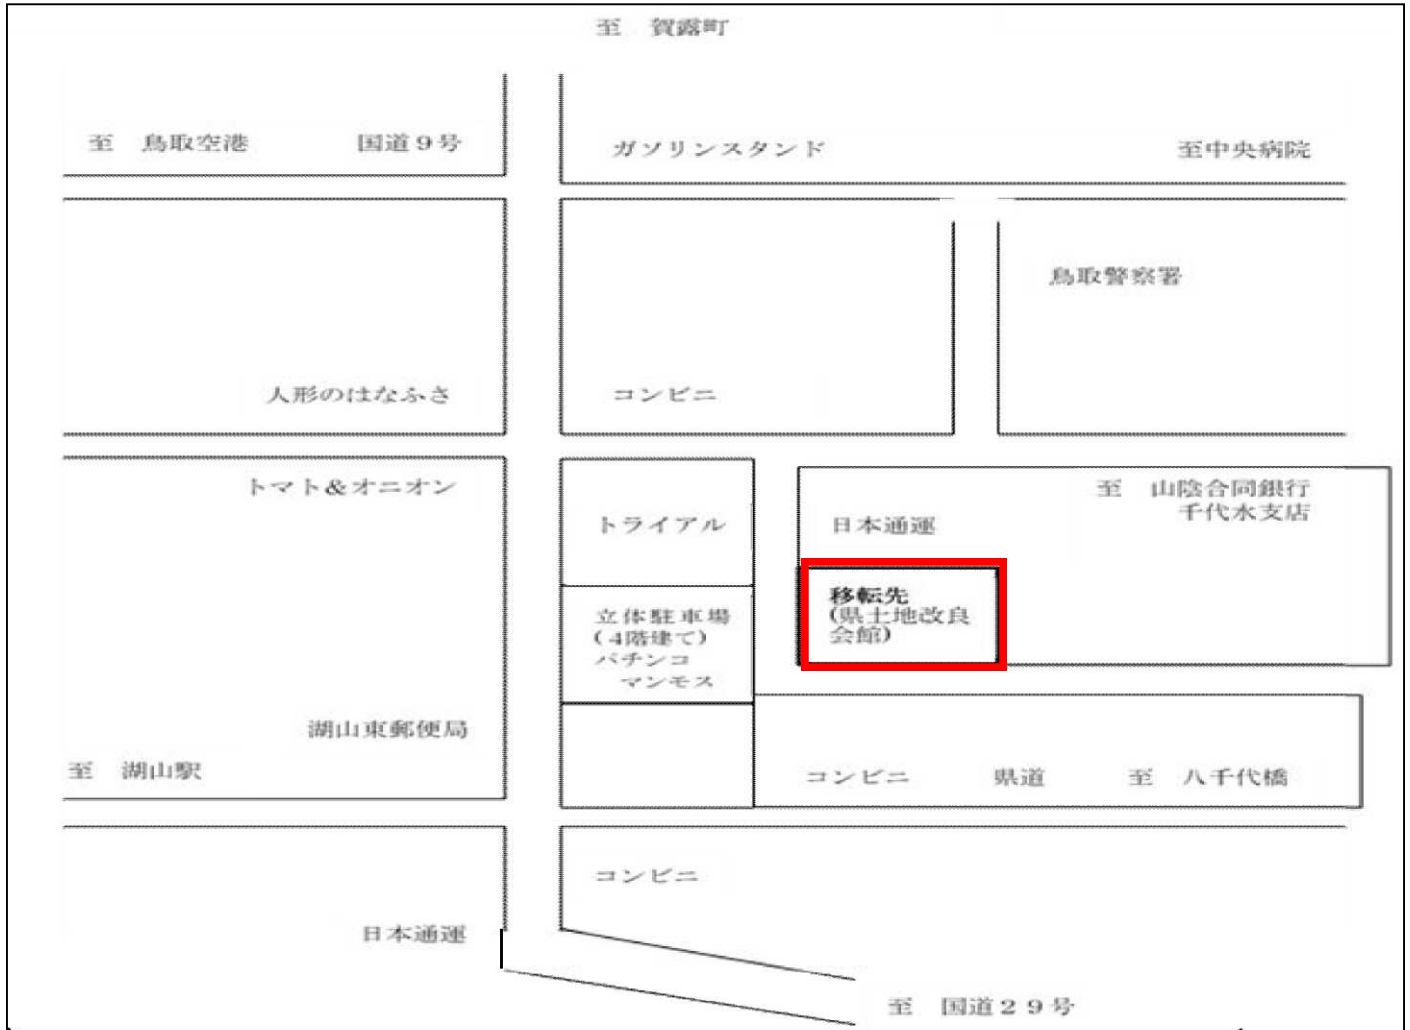 至 賀露町
至 鳥取空港 国道9号
ガソリンスタンド
至中央病院
鳥取警察署
人形のはなふさ
コンビニ
トマト&オニオン
トライアル
日本通運
至 山陰合同銀行
千代水支店
移転先
(県土地改良
会館)
立体駐車場
(4階建て)
パチンコ
マンモス
湖山東郵便局
至 湖山駅
コンビニ 県道 至 八千代橋
コンビニ
日本通運
至 国道29号